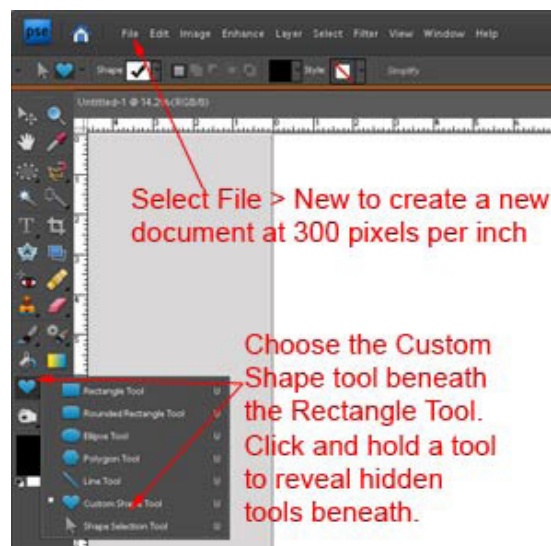 pse File Edit Image Enhance Layer Select Filter View Window Help
Shape: Style: Simplify
Untitled-1 @ 14.2% (RGB/8)
Select File > New to create a new
document at 300 pixels per inch
Choose the Custom
Shape tool beneath
the Rectangle Tool.
Click and hold a tool
to reveal hidden
tools beneath.
Rectangle Tool U
Rounded Rectangle Tool U
Ellipse Tool U
Polygon Tool U
Line Tool U
Custom Shape Tool U
Shape Selection Tool U